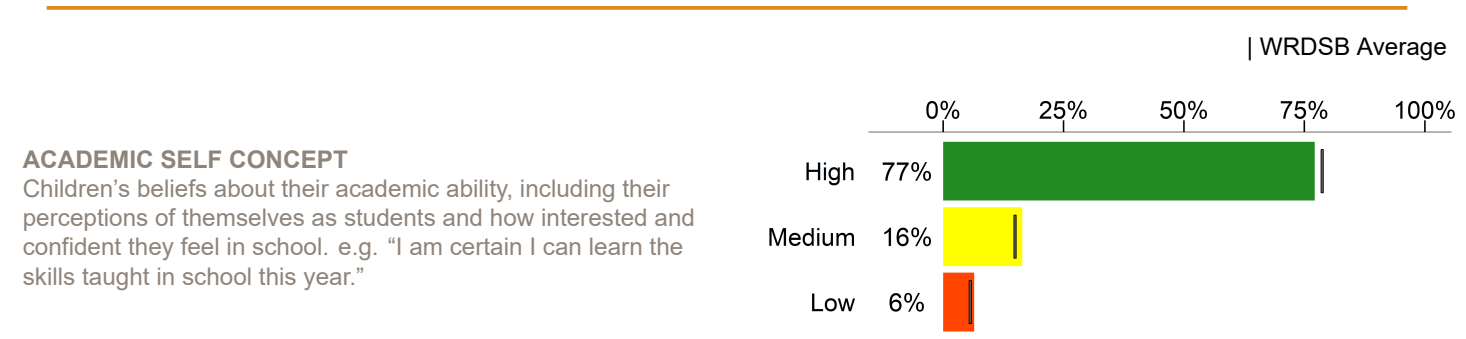 | WRDSB Average
0% 25% 50% 75% 100%
ACADEMIC SELF CONCEPT
Children’s beliefs about their academic ability, including their
perceptions of themselves as students and how interested and
confident they feel in school. e.g. “I am certain I can learn the
skills taught in school this year.”
High 77%
Medium 16%
Low 6%